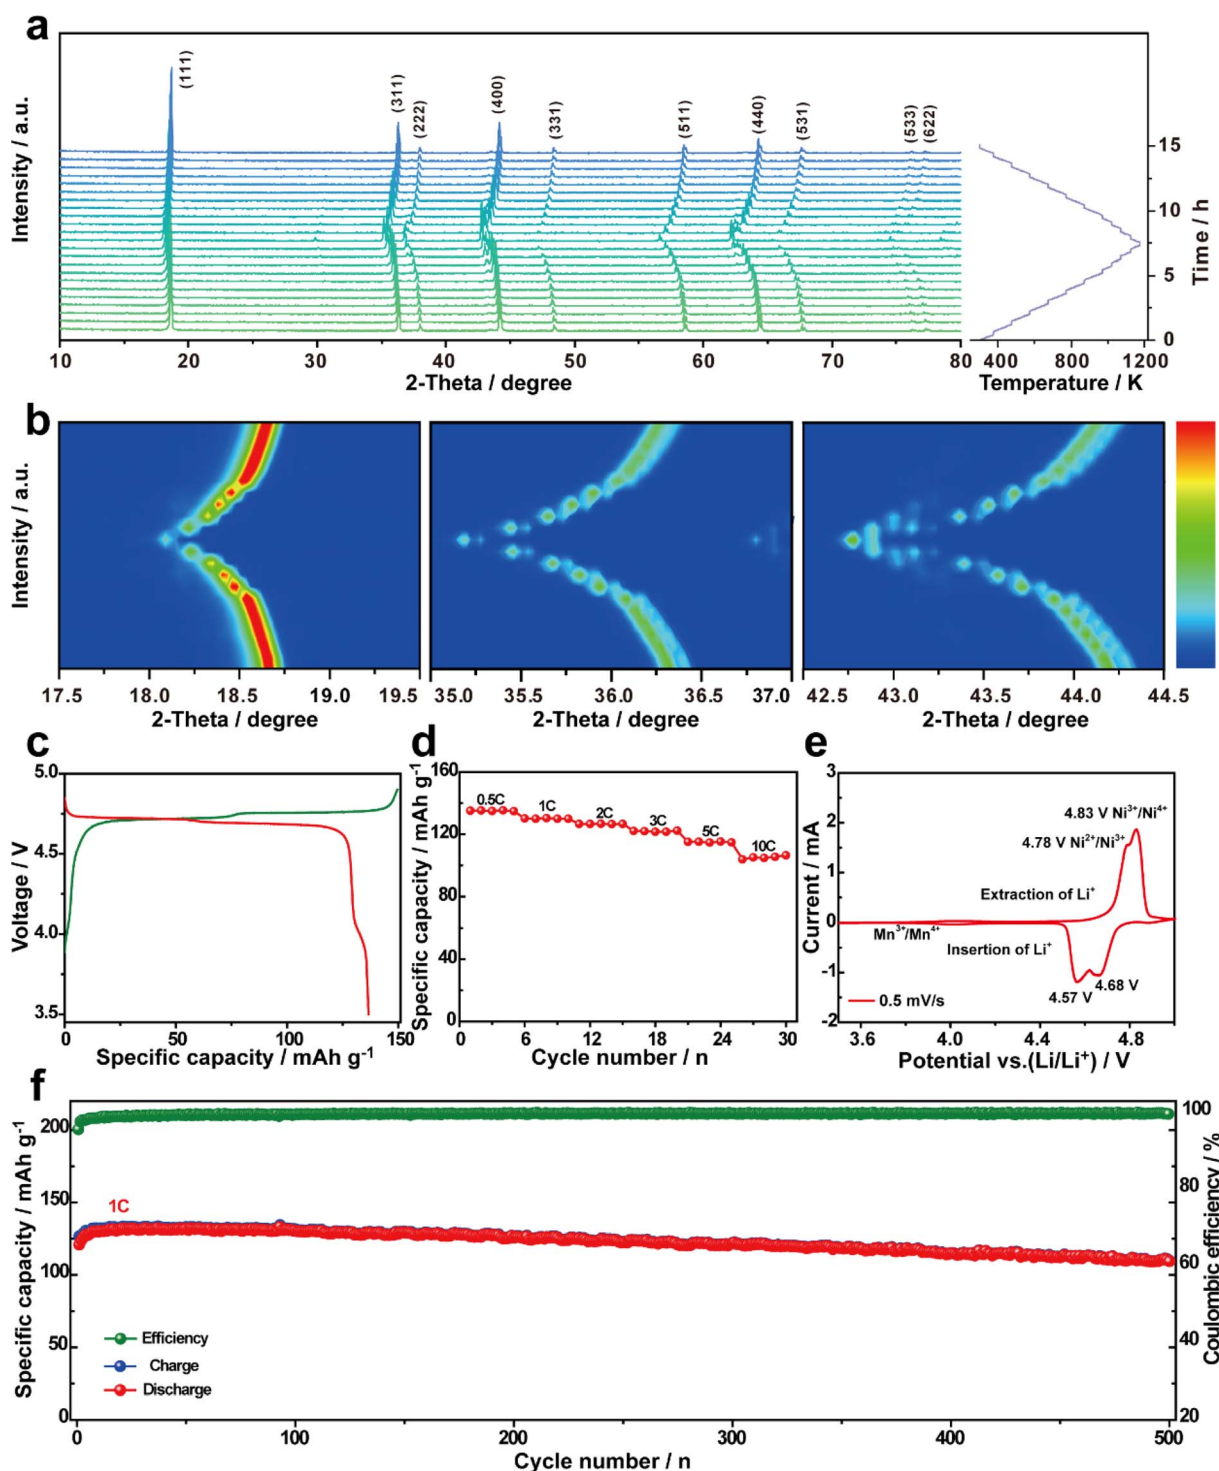 a
(111)
(311)
(222)
(400)
(331)
(511)
(440)
(531)
(533)
(622)
Intensity / a.u.
15
10
5
0
Time / h
10 20 30 40 50 60 70 80
2-Theta / degree
400 800 1200
Temperature / K
b
Intensity / a.u.
17.5 18.0 18.5 19.0 19.5
2-Theta / degree
35.0 35.5 36.0 36.5 37.0
2-Theta / degree
42.5 43.0 43.5 44.0 44.5
2-Theta / degree
c
Voltage / V
5.0
4.5
4.0
3.5
0 50 100 150
Specific capacity / mAh g-1
d
Specific capacity / mAh g-1
160
120
80
40
0
0.5C
1C
2C
3C
5C
10C
0 6 12 18 24 30
Cycle number / n
e
Current / mA
3
2
1
0
-1
-2
4.83 V Ni3+/Ni4+
4.78 V Ni2+/Ni3+
Extraction of Li+
Mn3+/Mn4+
Insertion of Li+
4.68 V
4.57 V
0.5 mV/s
3.6 4.0 4.4 4.8
Potential vs.(Li/Li+) / V
f
Specific capacity / mAh g-1
200
150
100
50
0
1C
Efficiency
Charge
Discharge
100
80
60
40
20
Coulombic efficiency / %
0 100 200 300 400 500
Cycle number / n